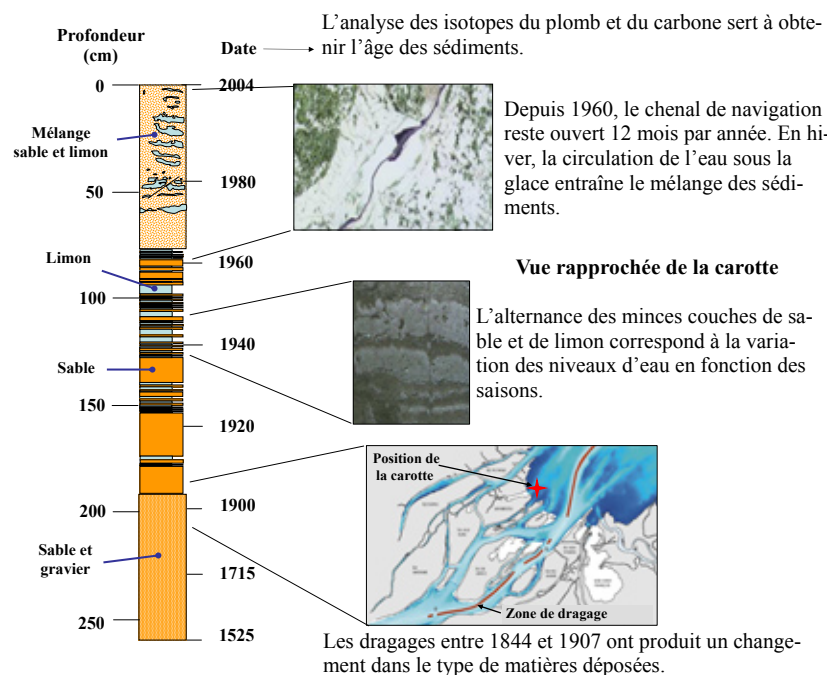 L'analyse des isotopes du plomb et du carbone sert à obte-
nir l'âge des sédiments.
Profondeur
(cm)
Date
0
2004
Mélange
sable et limon
50
1980
Depuis 1960, le chenal de navigation
reste ouvert 12 mois par année. En hi-
ver, la circulation de l'eau sous la
glace entraîne le mélange des sédi-
ments.
Limon
1960
Vue rapprochée de la carotte
100
1940
L'alternance des minces couches de sa-
ble et de limon correspond à la varia-
tion des niveaux d'eau en fonction des
saisons.
Sable
150
1920
Position de
la carotte
200
1900
Sable et
gravier
1715
Zone de dragage
250
1525
Les dragages entre 1844 et 1907 ont produit un change-
ment dans le type de matières déposées.